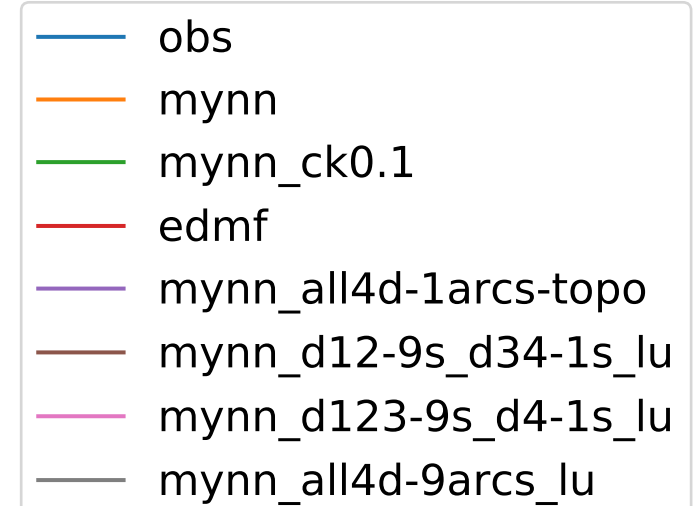 obs
mynn
mynn_ck0.1
edmf
mynn_all4d-1arcs-topo
mynn_d12-9s_d34-1s_lu
mynn_d123-9s_d4-1s_lu
mynn_all4d-9arcs_lu